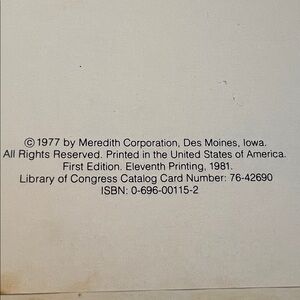 © 1977 by Meredith Corporation, Des Moines, Iowa.
All Rights Reserved. Printed in the United States of America.
First Edition. Eleventh Printing, 1981.
Library of Congress Catalog Card Number: 76-42690
ISBN: 0-696-00115-2